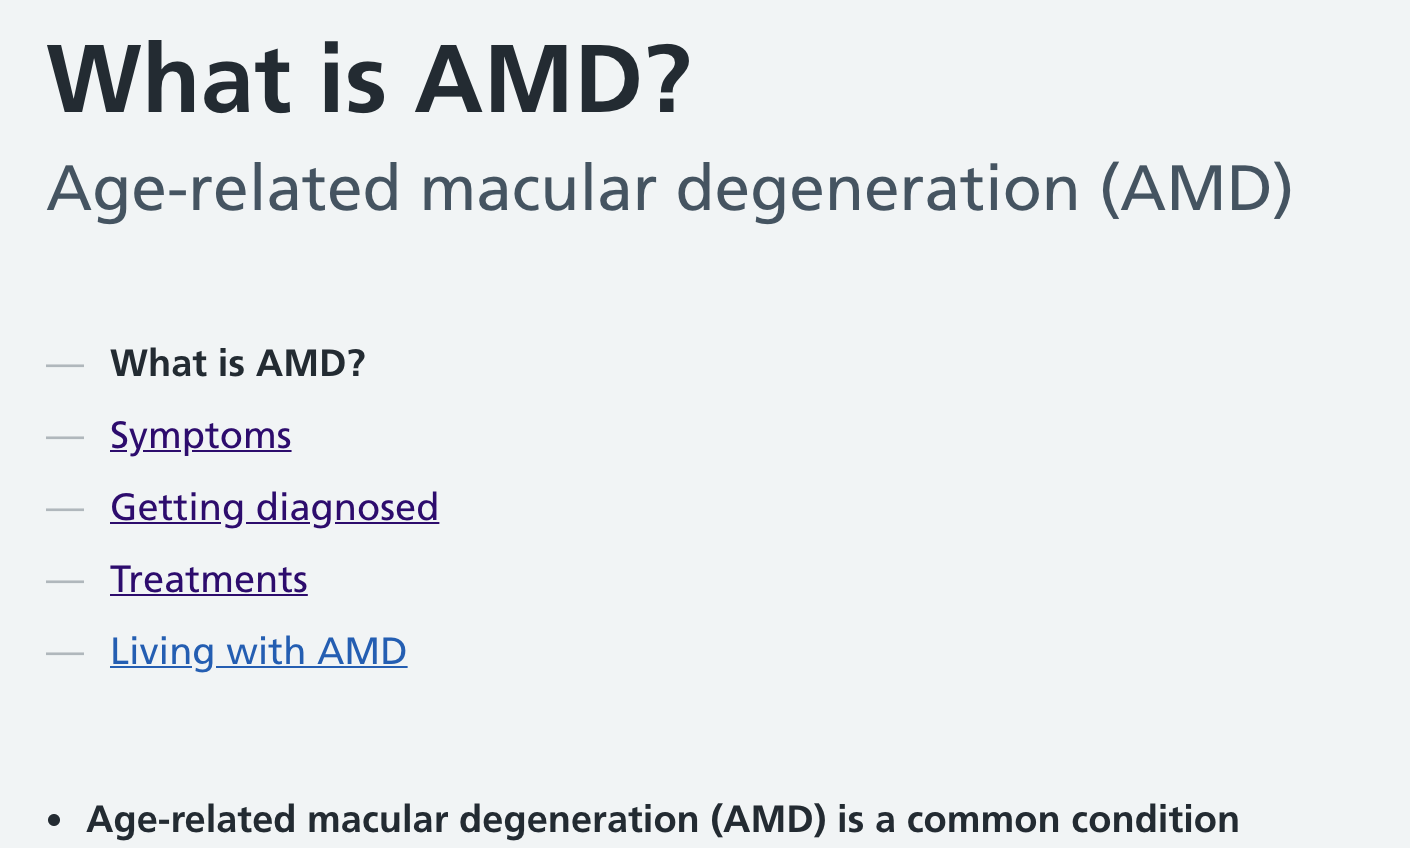 What is AMD?
Age-related macular degeneration (AMD)
— What is AMD?
— Symptoms
— Getting diagnosed
— Treatments
— Living with AMD
• Age-related macular degeneration (AMD) is a common condition